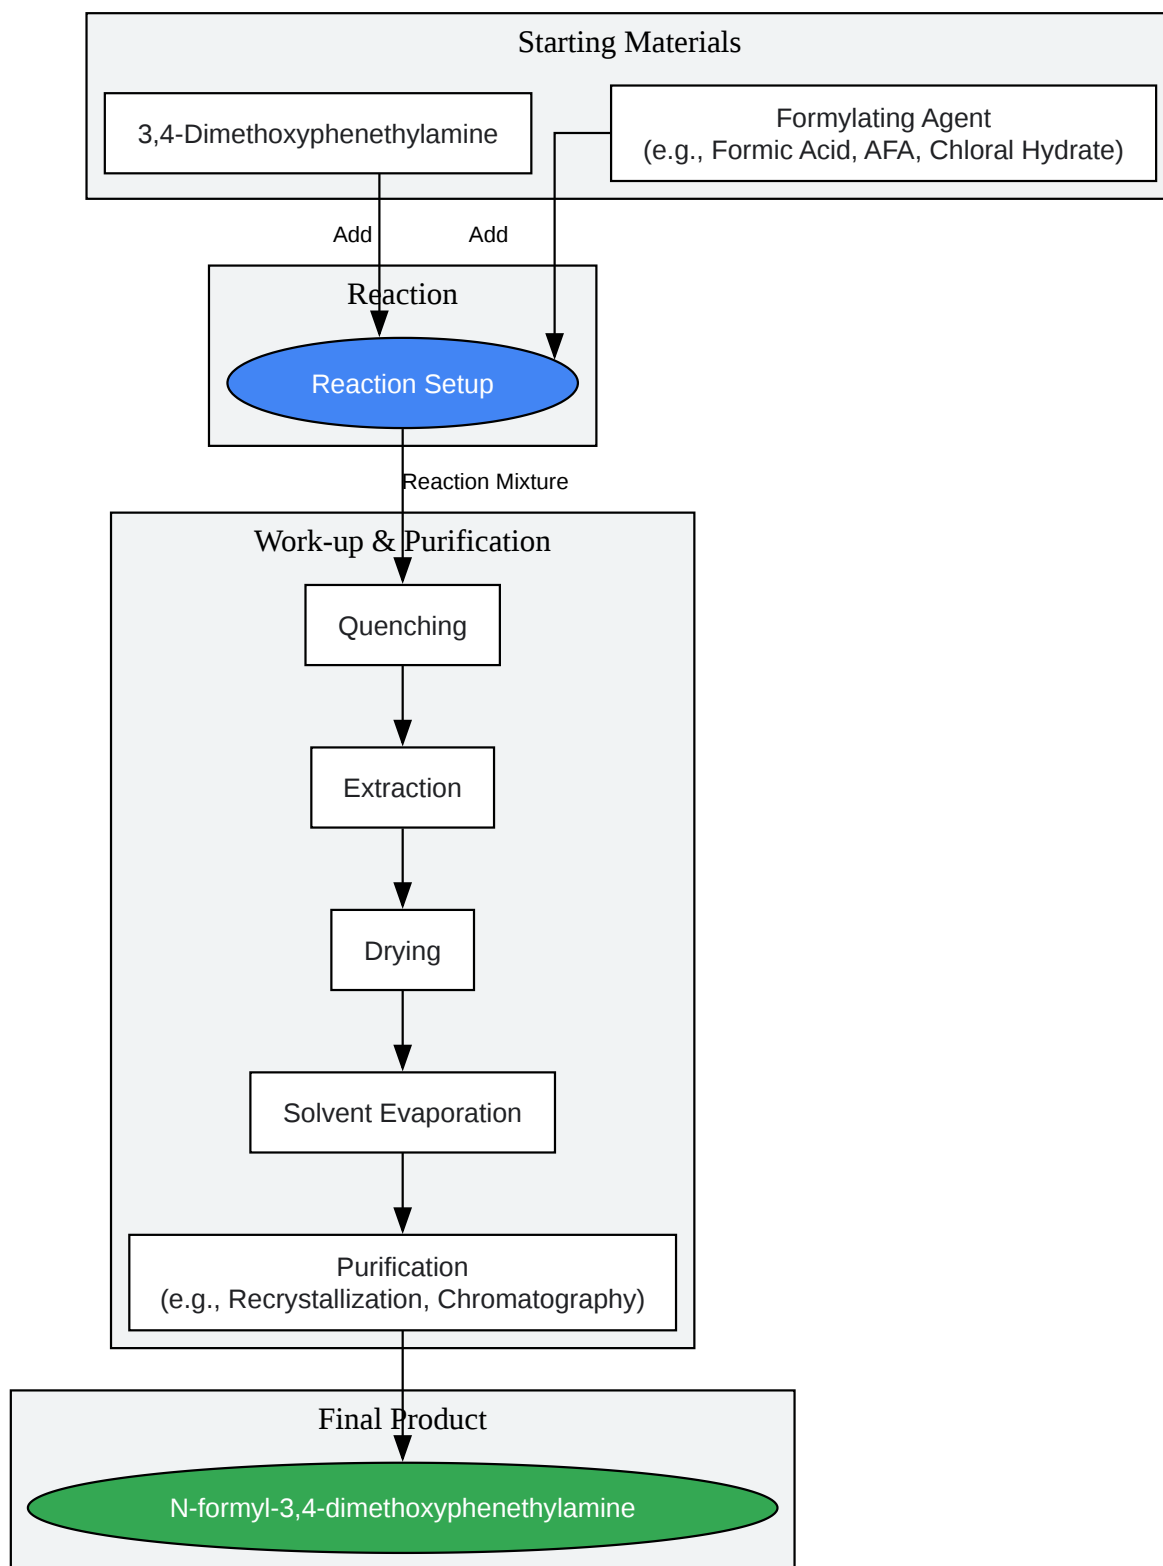 Starting Materials
3,4-Dimethoxyphenethylamine
Formylating Agent
(e.g., Formic Acid, AFA, Chloral Hydrate)
Add
Add
Reaction
Reaction Setup
Reaction Mixture
Work-up & Purification
Quenching
Extraction
Drying
Solvent Evaporation
Purification
(e.g., Recrystallization, Chromatography)
Final Product
N-formyl-3,4-dimethoxyphenethylamine